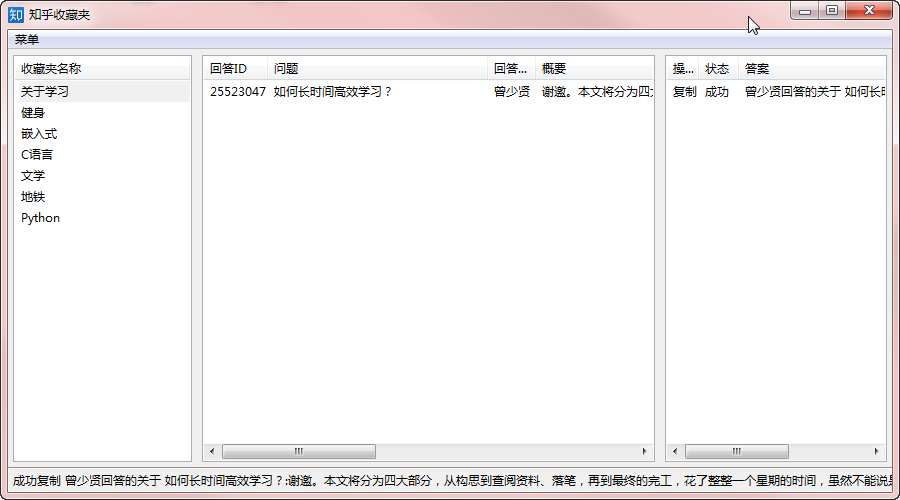 知 知乎收藏夹
菜单
收藏夹名称
关于学习
健身
嵌入式
C语言
文学
地铁
Python
回答ID 问题 回答... 概要
25523047 如何长时间高效学习？ 曾少贤 谢邀。本文将分为四
操... 状态 答案
复制 成功 曾少贤回答的关于 如何长
成功复制 曾少贤回答的关于 如何长时间高效学习？:谢邀。本文将分为四大部分，从构思到查阅资料、落笔，再到最终的完工，花了整整一个星期的时间，虽然不能说